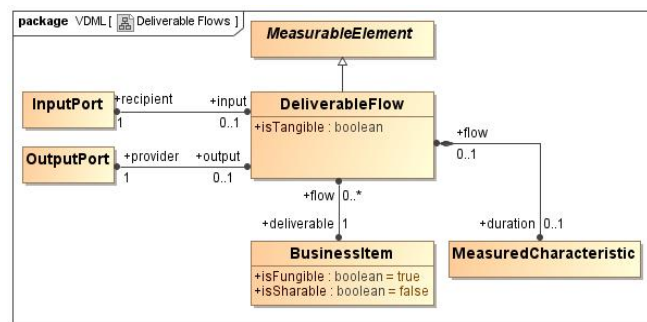 package VDML [ Deliverable Flows ]
MeasurableElement
InputPort
+recipient
+input
1
0..1
DeliverableFlow
+isTangible : boolean
OutputPort
+provider
+output
1
0..1
+flow
0..1
+flow 0..*
+deliverable 1
+duration 0..1
BusinessItem
+isFungible : boolean = true
+isSharable : boolean = false
MeasuredCharacteristic